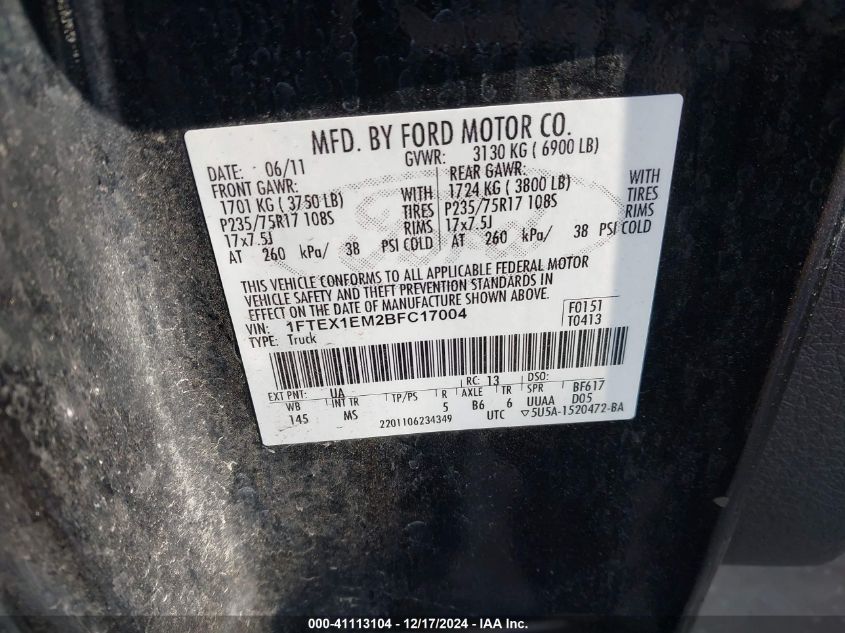 MFD. BY FORD MOTOR CO.
DATE: 06/11 GVWR: 3130 KG ( 6900 LB)
FRONT GAWR: REAR GAWR:
1701 KG ( 3750 LB) WITH 1724 KG ( 3800 LB) WITH
P235/75R17 108S TIRES P235/75R17 108S TIRES
17x7.5J RIMS 17x7.5J RIMS
AT 260 kPa/ 38 PSI COLD AT 260 kPa/ 38 PSI COLD
Ford
THIS VEHICLE CONFORMS TO ALL APPLICABLE FEDERAL MOTOR
VEHICLE SAFETY AND THEFT PREVENTION STANDARDS IN
EFFECT ON THE DATE OF MANUFACTURE SHOWN ABOVE.
VIN: 1FTEX1EM2BFC17004 F0151
TYPE: Truck T0413
EXT PNT: UA RC: 13 DSO:
WB INT TR TP/PS R AXLE TR SPR BF617
145 MS 5 B6 6 UUAA D05
2201106234349 UTC ▽5U5A-1520472-BA
000-41113104 - 12/17/2024 - IAA Inc.